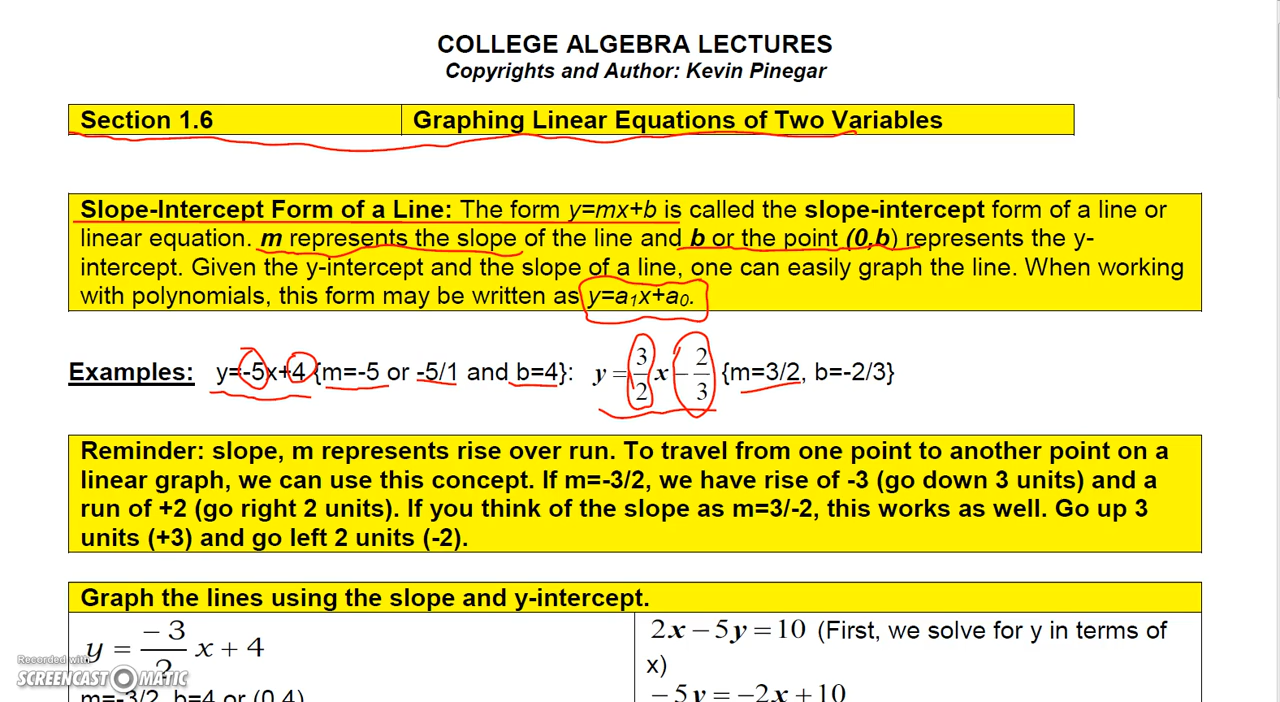 COLLEGE ALGEBRA LECTURES
Copyrights and Author: Kevin Pinegar
Section 1.6 Graphing Linear Equations of Two Variables
Slope-Intercept Form of a Line: The form y=mx+b is called the slope-intercept form of a line or
linear equation. m represents the slope of the line and b or the point (0,b) represents the y-
intercept. Given the y-intercept and the slope of a line, one can easily graph the line. When working
with polynomials, this form may be written as y=a₁x+a₀.
Examples: y=-5x+4 {m=-5 or -5/1 and b=4}: y = 3/2 x − 2/3 {m=3/2, b=-2/3}
Reminder: slope, m represents rise over run. To travel from one point to another point on a
linear graph, we can use this concept. If m=-3/2, we have rise of -3 (go down 3 units) and a
run of +2 (go right 2 units). If you think of the slope as m=3/-2, this works as well. Go up 3
units (+3) and go left 2 units (-2).
Graph the lines using the slope and y-intercept.
y = −3/2 x + 4
m=-3/2, b=4 or (0,4)
2x − 5y = 10 (First, we solve for y in terms of
x)
−5y = −2x + 10
Recorded with
SCREENCAST MATIC